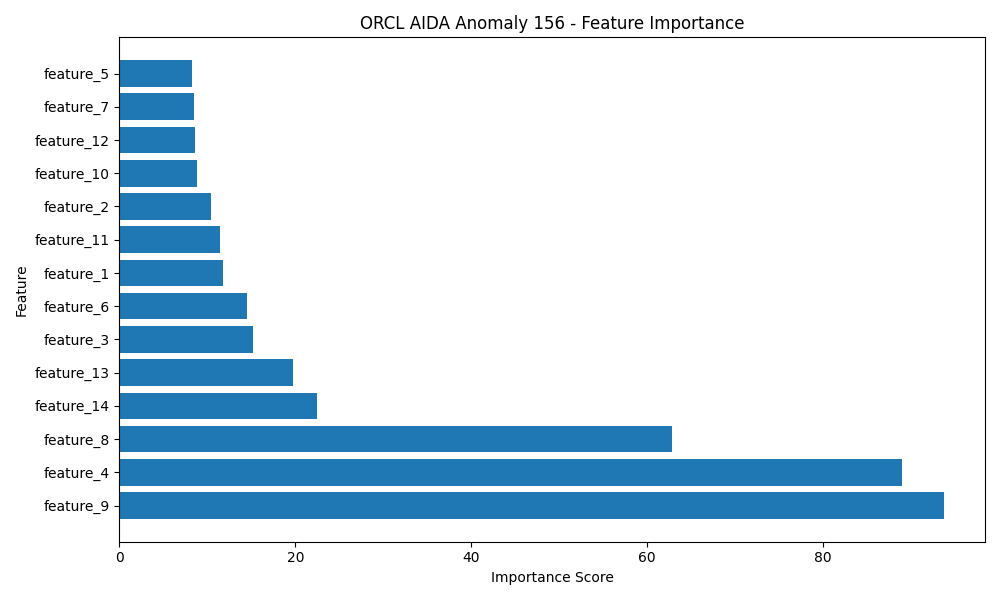 ORCL AIDA Anomaly 156 - Feature Importance
Feature
feature_5
feature_7
feature_12
feature_10
feature_2
feature_11
feature_1
feature_6
feature_3
feature_13
feature_14
feature_8
feature_4
feature_9
0 20 40 60 80
Importance Score